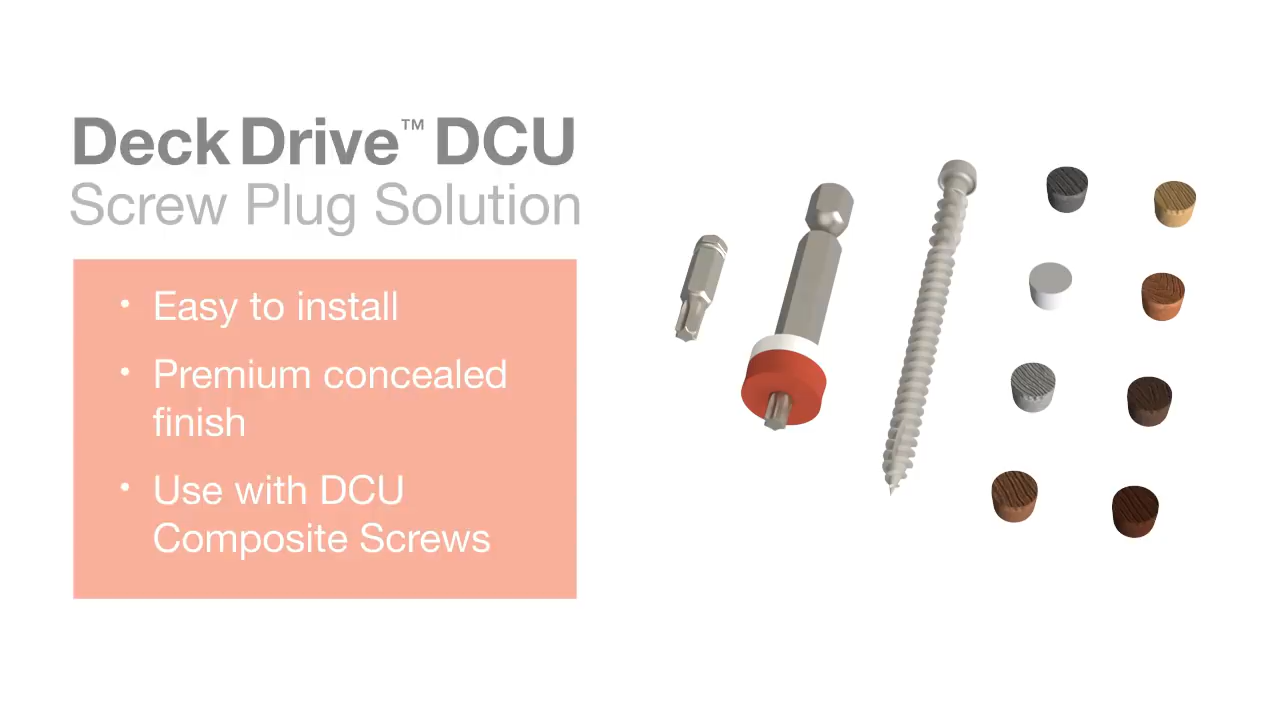 Deck Drive™ DCU
Screw Plug Solution
• Easy to install
• Premium concealed
finish
• Use with DCU
Composite Screws